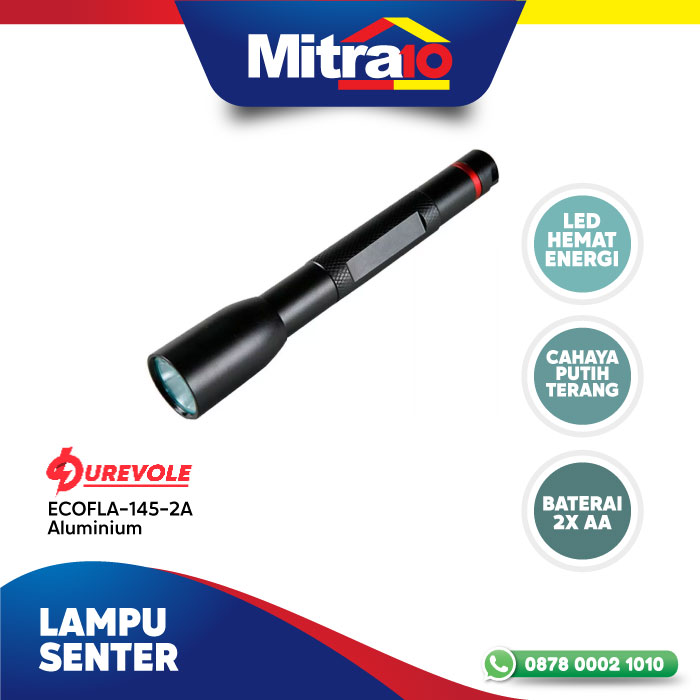 Mitra10
LED
HEMAT
ENERGI
CAHAYA
PUTIH
TERANG
BATERAI
2X AA
SUREVOLE
ECOFLA-145-2A
Aluminium
LAMPU
SENTER
0878 0002 1010